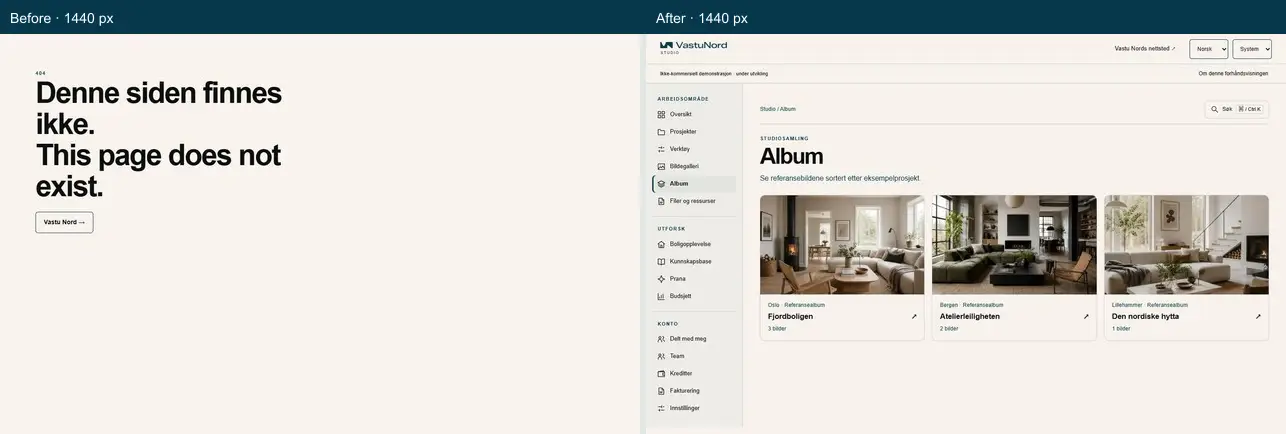 Before · 1440 px
404
Denne siden finnes
ikke.
This page does not
exist.
Vastu Nord →
After · 1440 px
VastuNord
STUDIO
Vastu Nords nettsted ↗
Norsk
System
Ikke-kommersiell demonstrasjon · under utvikling
Om denne forhåndsvisningen
ARBEIDSOMRÅDE
Oversikt
Prosjekter
Verktøy
Bildegalleri
Album
Filer og ressurser
UTFORSK
Boligopplevelse
Kunnskapsbase
Prana
Budsjett
KONTO
Delt med meg
Team
Kreditter
Fakturering
Innstillinger
Studio / Album
Søk ⌘ / Ctrl K
STUDIOSAMLING
Album
Se referansebildene sortert etter eksempelprosjekt.
Oslo · Referansealbum
Fjordboligen ↗
3 bilder
Bergen · Referansealbum
Atelierleiligheten ↗
2 bilder
Lillehammer · Referansealbum
Den nordiske hytta ↗
1 bilder